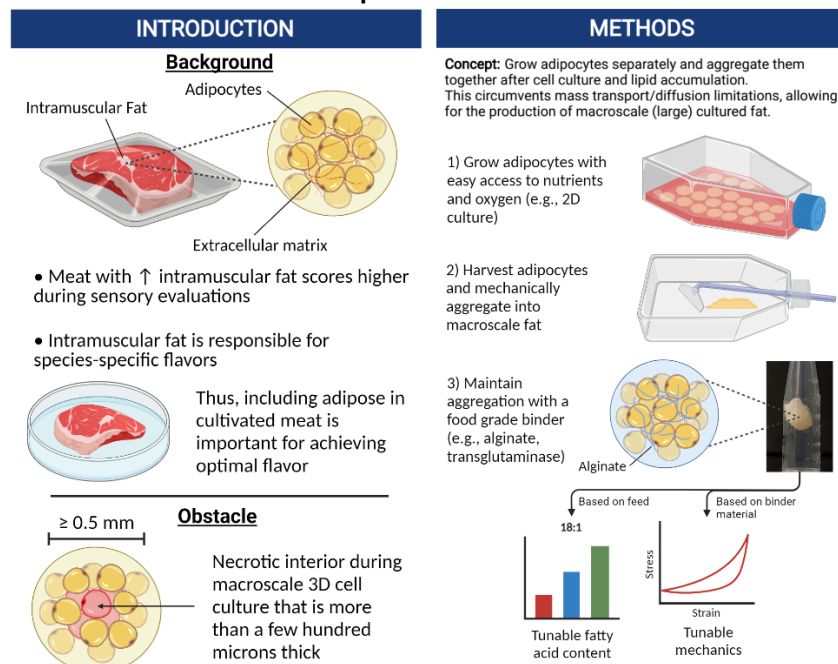 INTRODUCTION
Background
Adipocytes
Intramuscular Fat
Extracellular matrix
• Meat with ↑ intramuscular fat scores higher
during sensory evaluations
• Intramuscular fat is responsible for
species-specific flavors
Thus, including adipose in
cultivated meat is
important for achieving
optimal flavor
≥ 0.5 mm
Obstacle
Necrotic interior during
macroscale 3D cell
culture that is more
than a few hundred
microns thick
METHODS
Concept: Grow adipocytes separately and aggregate them
together after cell culture and lipid accumulation.
This circumvents mass transport/diffusion limitations, allowing
for the production of macroscale (large) cultured fat.
1) Grow adipocytes with
easy access to nutrients
and oxygen (e.g., 2D
culture)
2) Harvest adipocytes
and mechanically
aggregate into
macroscale fat
3) Maintain
aggregation with a
food grade binder
(e.g., alginate,
transglutaminase)
Alginate
Based on feed
Based on binder
material
18:1
Stress
Strain
Tunable fatty
acid content
Tunable
mechanics